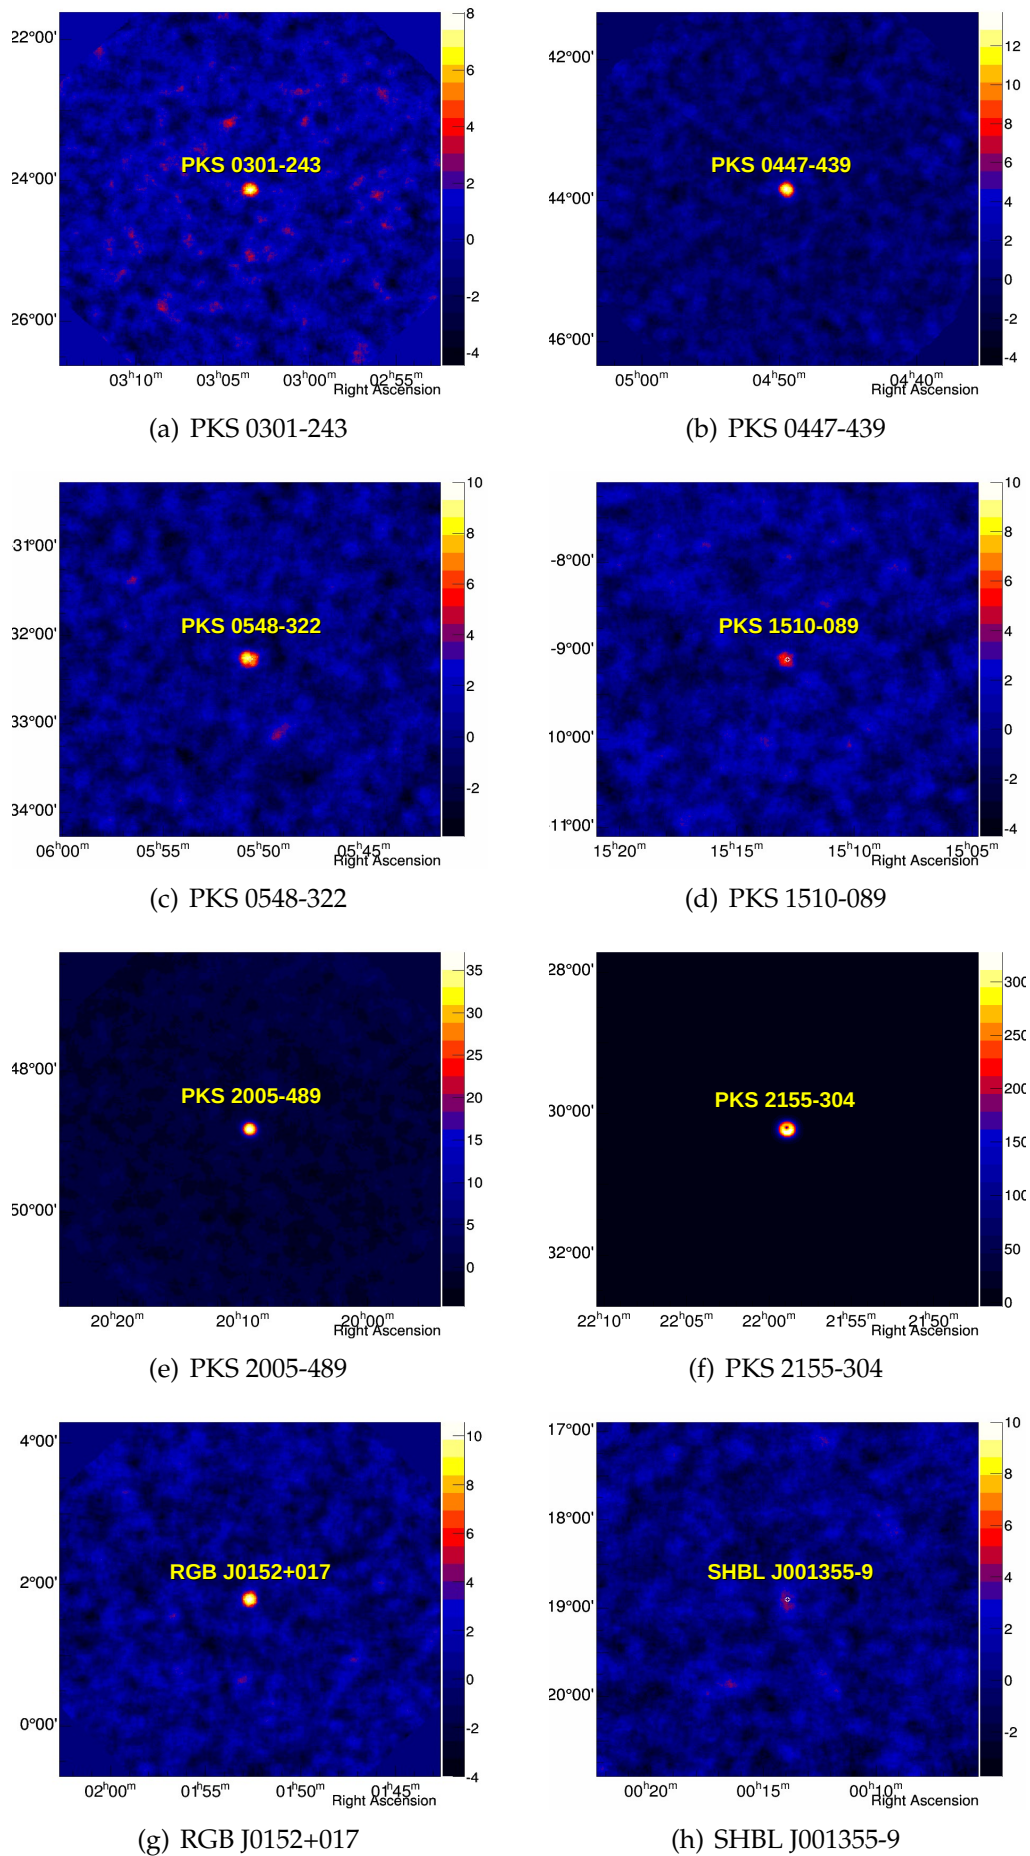 22°00'
24°00'
26°00'
PKS 0301-243
8
6
4
2
0
-2
-4
03h10m 03h05m 03h00m 02h55m
Right Ascension
(a) PKS 0301-243
42°00'
44°00'
46°00'
PKS 0447-439
12
10
8
6
4
2
0
-2
-4
05h00m 04h50m 04h40m
Right Ascension
(b) PKS 0447-439
31°00'
32°00'
33°00'
34°00'
PKS 0548-322
10
8
6
4
2
0
-2
06h00m 05h55m 05h50m 05h45m
Right Ascension
(c) PKS 0548-322
-8°00'
-9°00'
10°00'
11°00'
PKS 1510-089
10
8
6
4
2
0
-2
-4
15h20m 15h15m 15h10m 15h05m
Right Ascension
(d) PKS 1510-089
48°00'
50°00'
PKS 2005-489
35
30
25
20
15
10
5
0
20h20m 20h10m 20h00m
Right Ascension
(e) PKS 2005-489
28°00'
30°00'
32°00'
PKS 2155-304
300
250
200
150
100
50
0
22h10m 22h05m 22h00m 21h55m 21h50m
Right Ascension
(f) PKS 2155-304
4°00'
2°00'
0°00'
RGB J0152+017
10
8
6
4
2
0
-2
-4
02h00m 01h55m 01h50m 01h45m
Right Ascension
(g) RGB J0152+017
17°00'
18°00'
19°00'
20°00'
SHBL J001355-9
10
8
6
4
2
0
-2
00h20m 00h15m 00h10m
Right Ascension
(h) SHBL J001355-9